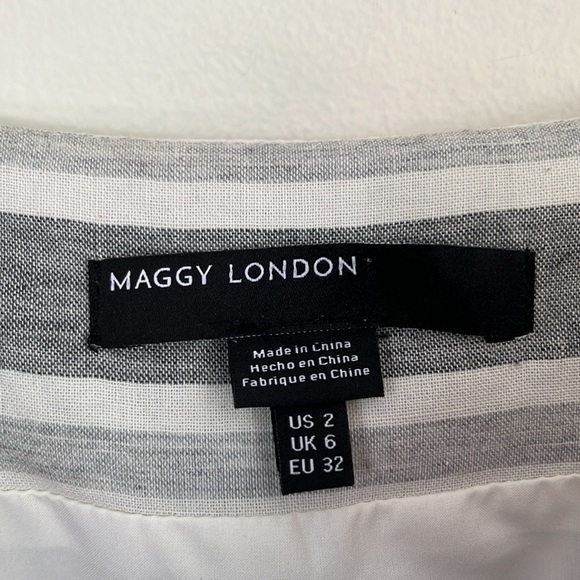 MAGGY LONDON
Made in China
Hecho en China
Fabrique en Chine
US 2
UK 6
EU 32